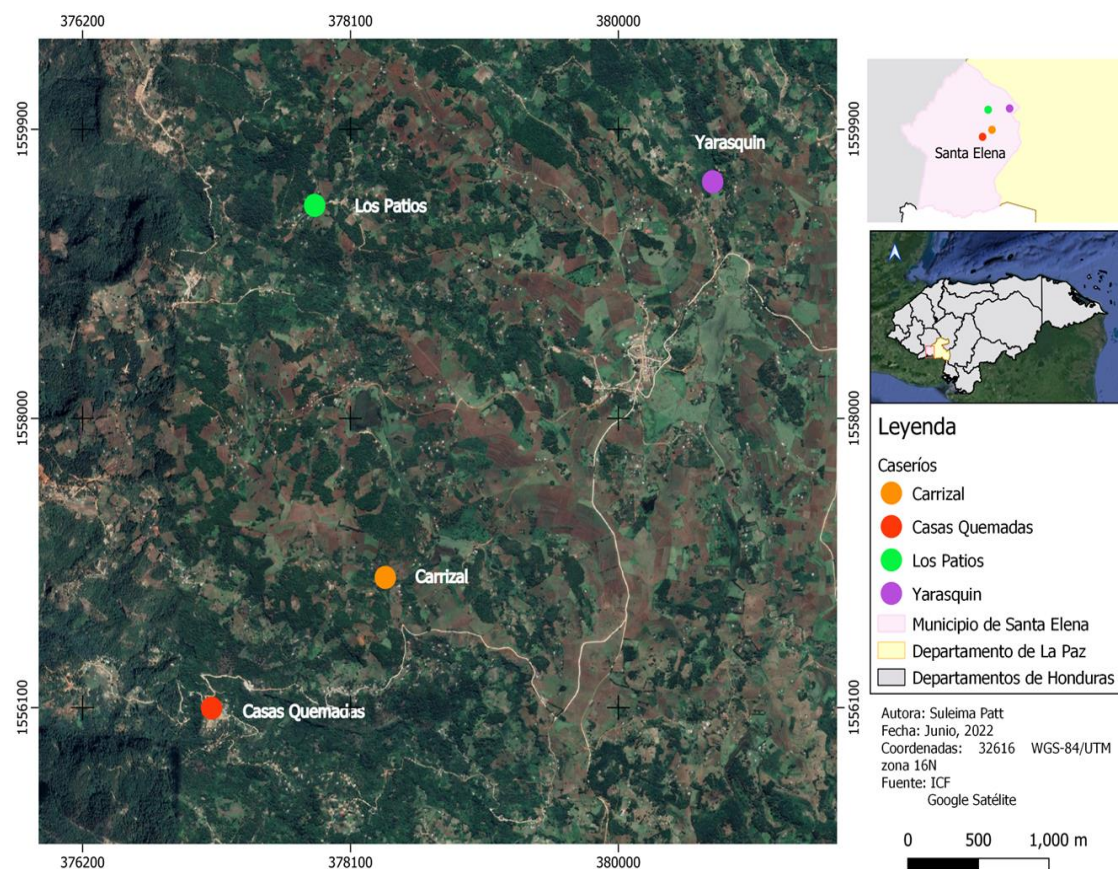 376200
378100
380000
1559900
1559900
Yarasquin
Los Patios
Santa Elena
1558000
1558000
Leyenda
Caseríos
Carrizal
Casas Quemadas
Los Patios
Yarasquin
Municipio de Santa Elena
Departamento de La Paz
Departamentos de Honduras
Carrizal
1556100
1556100
Casas Quemadas
Autora: Suleima Patt
Fecha: Junio, 2022
Coordenadas: 32616 WGS-84/UTM
zona 16N
Fuente: ICF
Google Satélite
0 500 1,000 m
376200
378100
380000